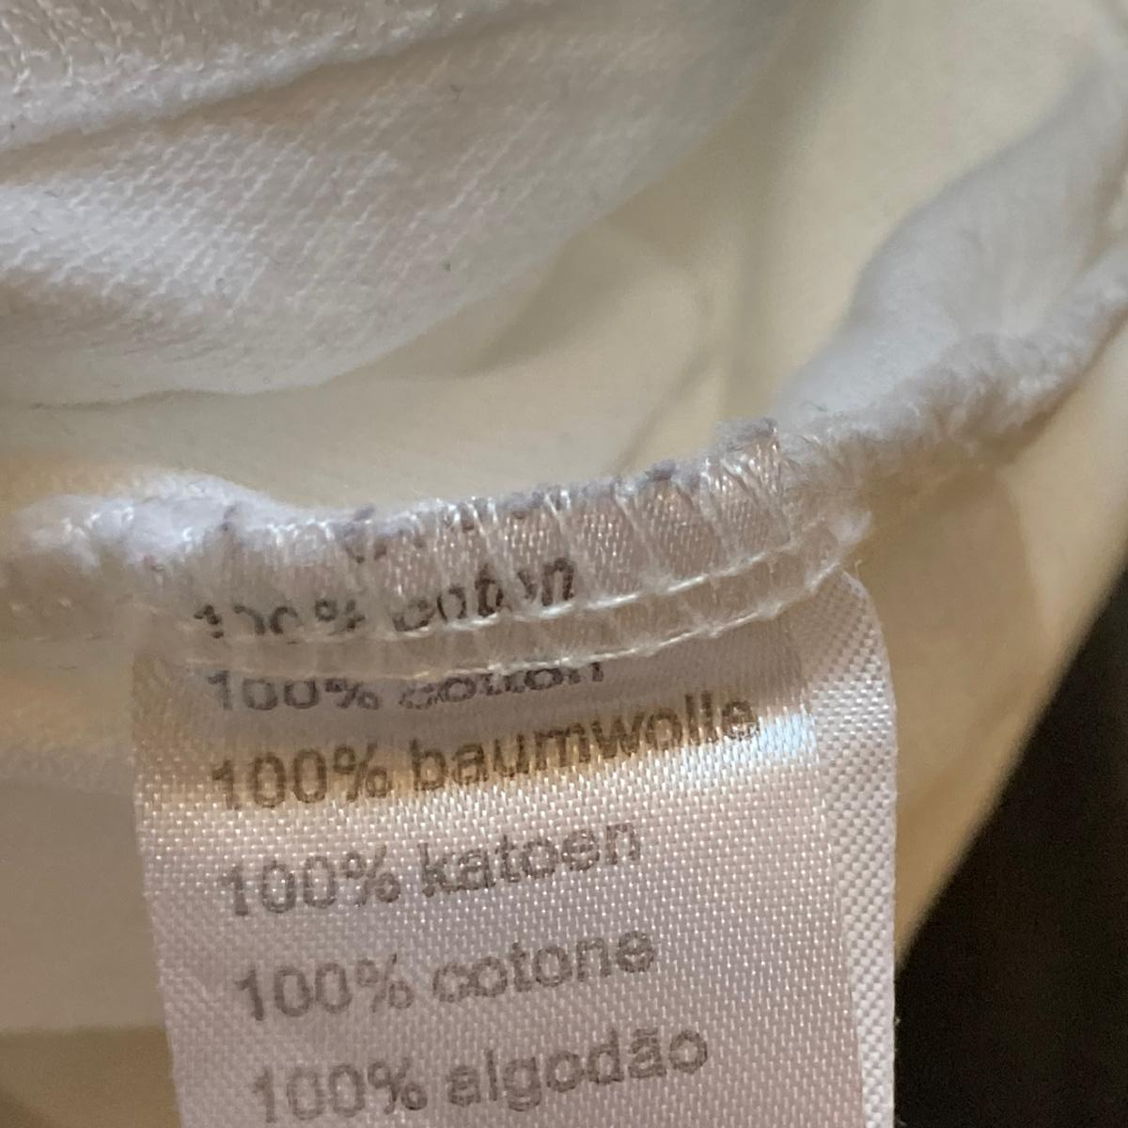 100% coton
100% cotton
100% baumwolle
100% katoen
100% cotone
100% algodão